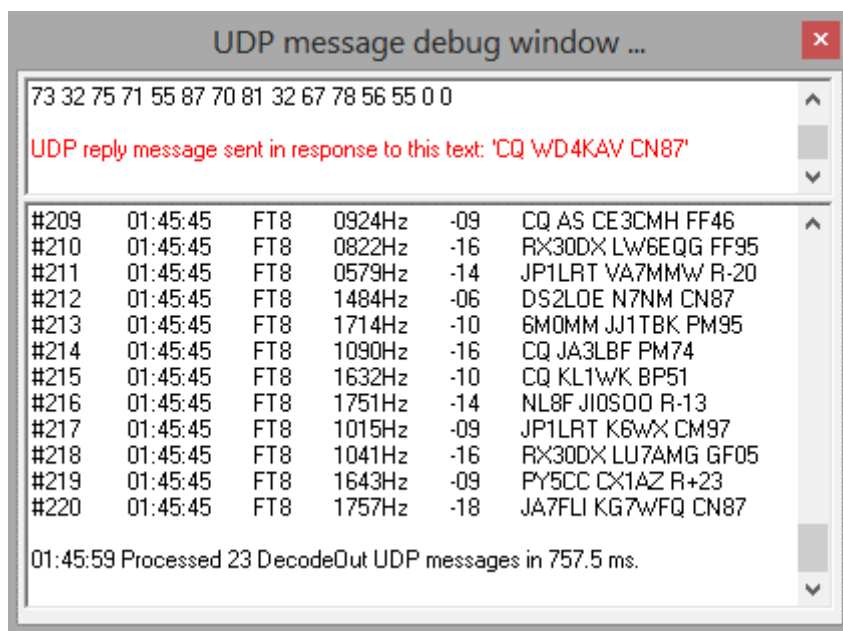 UDP message debug window ...
73 32 75 71 55 87 70 81 32 67 78 56 55 0 0
UDP reply message sent in response to this text: 'CQ WD4KAV CN87'
#209 01:45:45 FT8 0924Hz -09 CQ AS CE3CMH FF46
#210 01:45:45 FT8 0822Hz -16 RX30DX LW6EQG FF95
#211 01:45:45 FT8 0579Hz -14 JP1LRT VA7MMW R-20
#212 01:45:45 FT8 1484Hz -06 DS2LOE N7NM CN87
#213 01:45:45 FT8 1714Hz -10 6M0MM JJ1TBK PM95
#214 01:45:45 FT8 1090Hz -16 CQ JA3LBF PM74
#215 01:45:45 FT8 1632Hz -10 CQ KL1WK BP51
#216 01:45:45 FT8 1751Hz -14 NL8F JI0SOO R-13
#217 01:45:45 FT8 1015Hz -09 JP1LRT K6WX CM97
#218 01:45:45 FT8 1041Hz -16 RX30DX LU7AMG GF05
#219 01:45:45 FT8 1643Hz -09 PY5CC CX1AZ R+23
#220 01:45:45 FT8 1757Hz -18 JA7FLI KG7WFQ CN87
01:45:59 Processed 23 DecodeOut UDP messages in 757.5 ms.